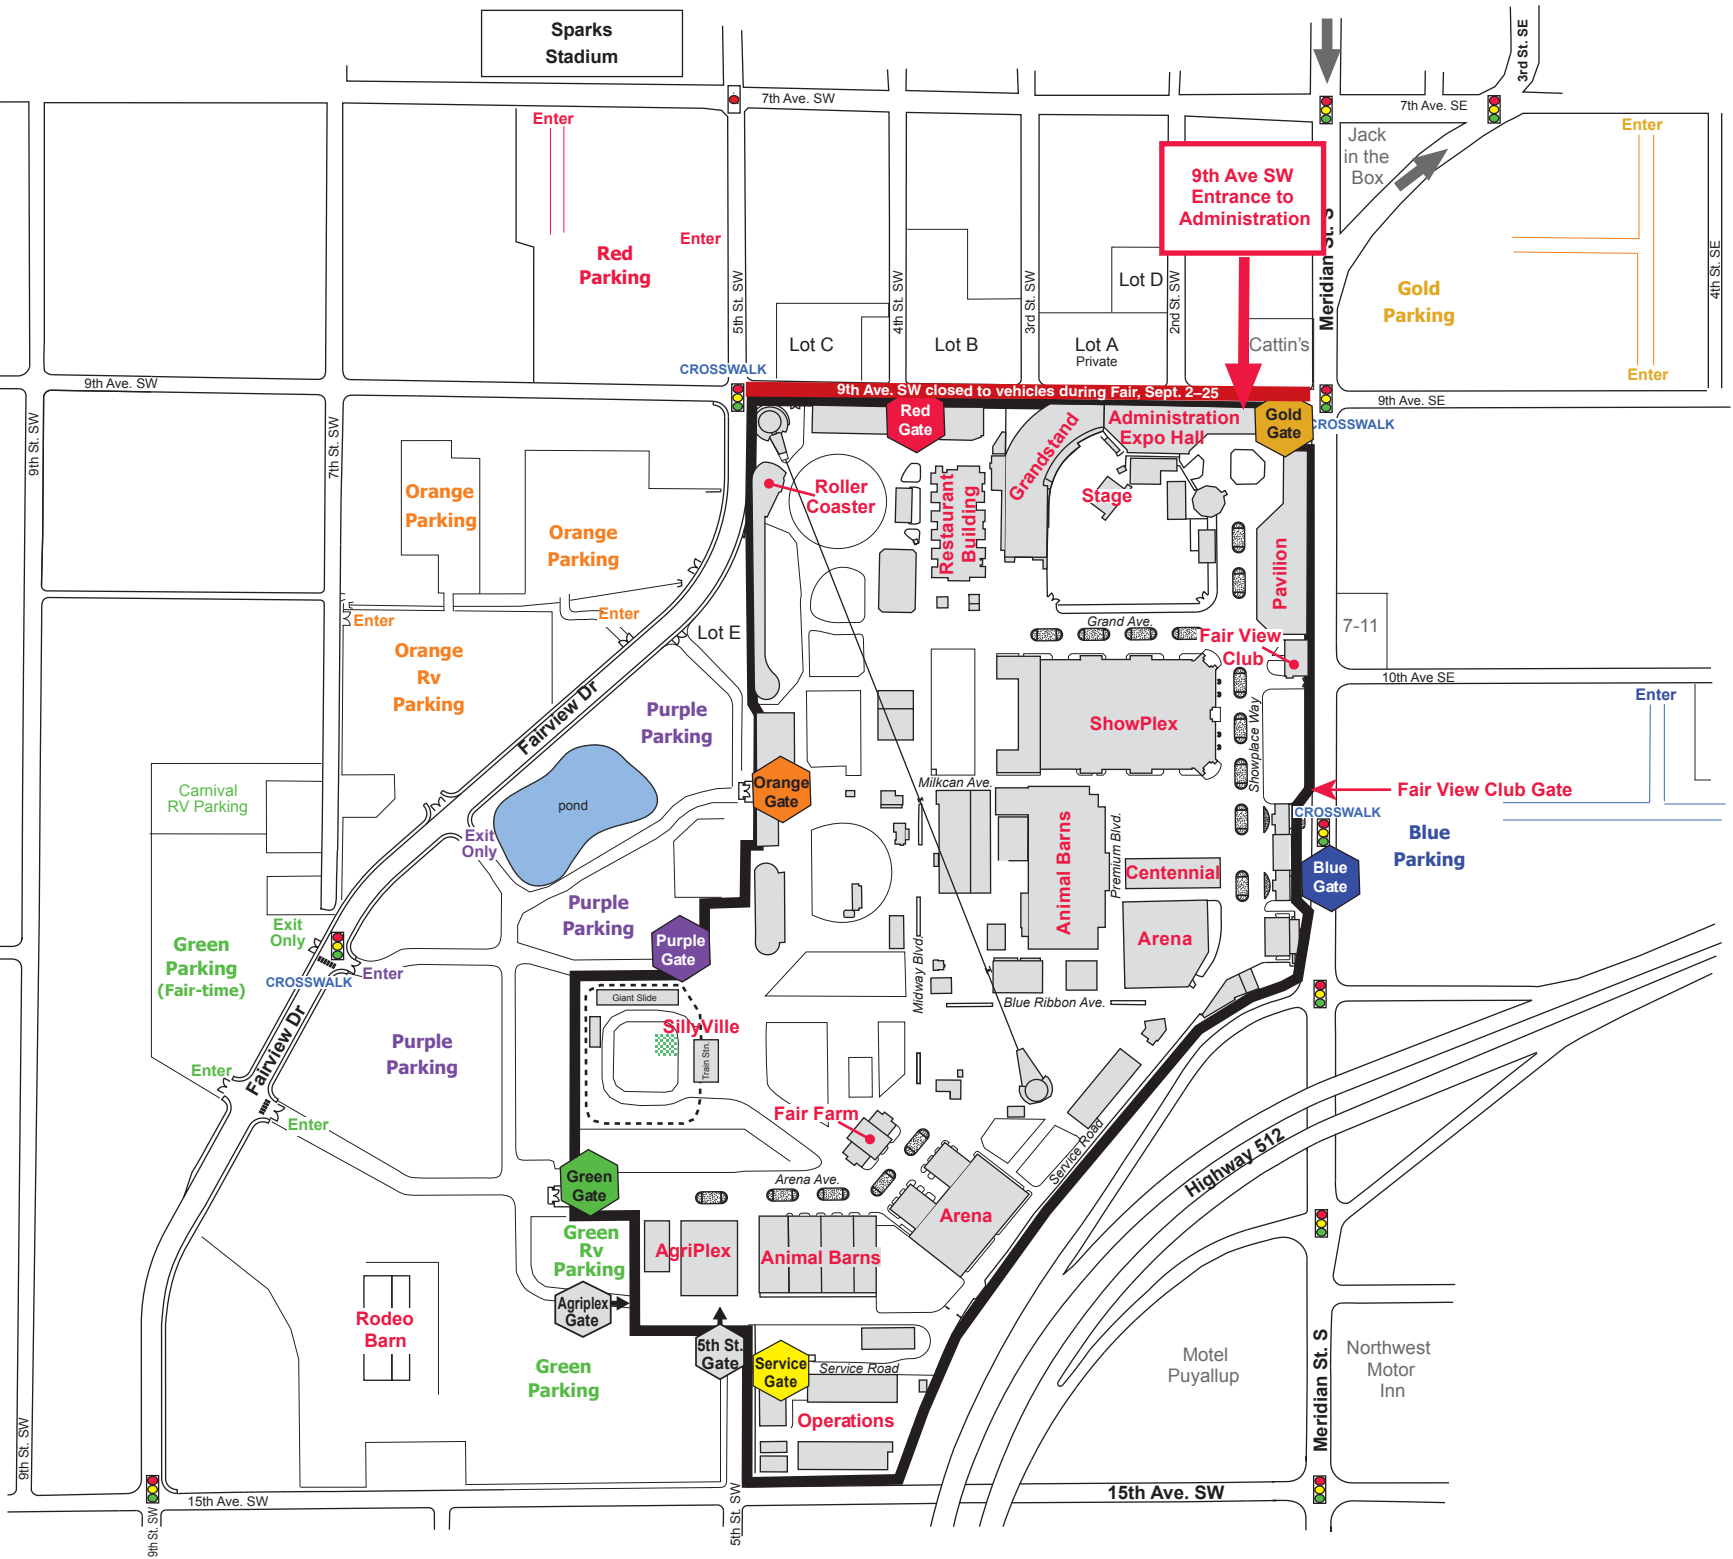 Sparks
Stadium
3rd St. SE
7th Ave. SW
7th Ave. SE
Enter
Enter
Red
Parking
5th St. SW
4th St. SW
3rd St. SW
2nd St. SW
Jack
in the
Box
9th Ave SW
Entrance to
Administration
Meridian St. S
Enter
Gold
Parking
4th St. SE
Enter
Lot D
Lot C
Lot B
Lot A
Private
Cattin's
CROSSWALK
9th Ave. SW
9th Ave. SW closed to vehicles during Fair, Sept. 2–25
9th Ave. SE
CROSSWALK
Red
Gate
Administration
Expo Hall
Gold
Gate
9th St. SW
7th St. SW
Orange
Parking
Orange
Parking
Roller
Coaster
Restaurant
Building
Grandstand
Stage
Pavilion
Enter
Enter
Lot E
Grand Ave.
Fair View
Club
7-11
10th Ave SE
Orange
Rv
Parking
Fairview Dr
Purple
Parking
ShowPlex
Showplace Way
Enter
Carnival
RV Parking
pond
Orange
Gate
Milkcan Ave.
Fair View Club Gate
CROSSWALK
Exit
Only
Animal Barns
Premium Blvd.
Centennial
Blue
Gate
Blue
Parking
Purple
Parking
Exit
Only
Green
Parking
(Fair-time)
CROSSWALK
Enter
Purple
Gate
Midway Blvd.
Arena
Blue Ribbon Ave.
Giant Slide
SillyVille
Train Stn.
Fairview Dr
Purple
Parking
Enter
Enter
Fair Farm
Service Road
Highway 512
Green
Gate
Arena Ave.
Arena
Green
Rv
Parking
AgriPlex
Animal Barns
Agriplex
Gate
Rodeo
Barn
5th St.
Gate
Service
Gate
Service Road
Green
Parking
Operations
Motel
Puyallup
Meridian St. S
Northwest
Motor
Inn
9th St. SW
15th Ave. SW
15th Ave. SW
9th St. SW
5th St. SW